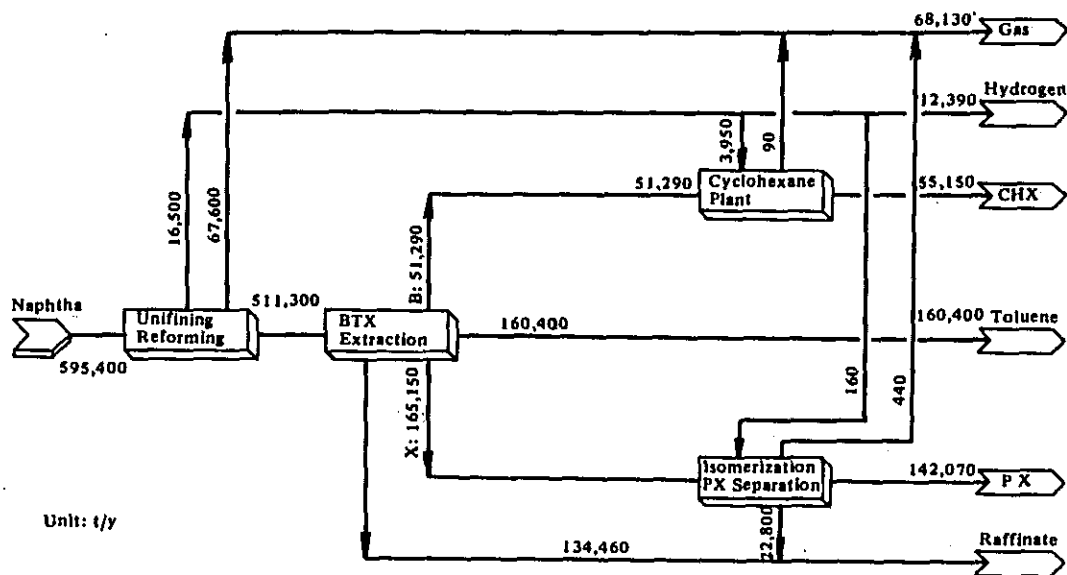 68,130
Gas
Hydrogen
12,390
3,950
90
16,500
67,600
51,290
Cyclohexane
Plant
55,150
CHX
B: 51,290
Naphtha
511,300
Unifining
Reforming
BTX
Extraction
160,400
160,400
Toluene
595,400
X: 165,150
160
440
Isomerization
PX Separation
142,070
PX
Unit: t/y
22,800
134,460
Raffinate